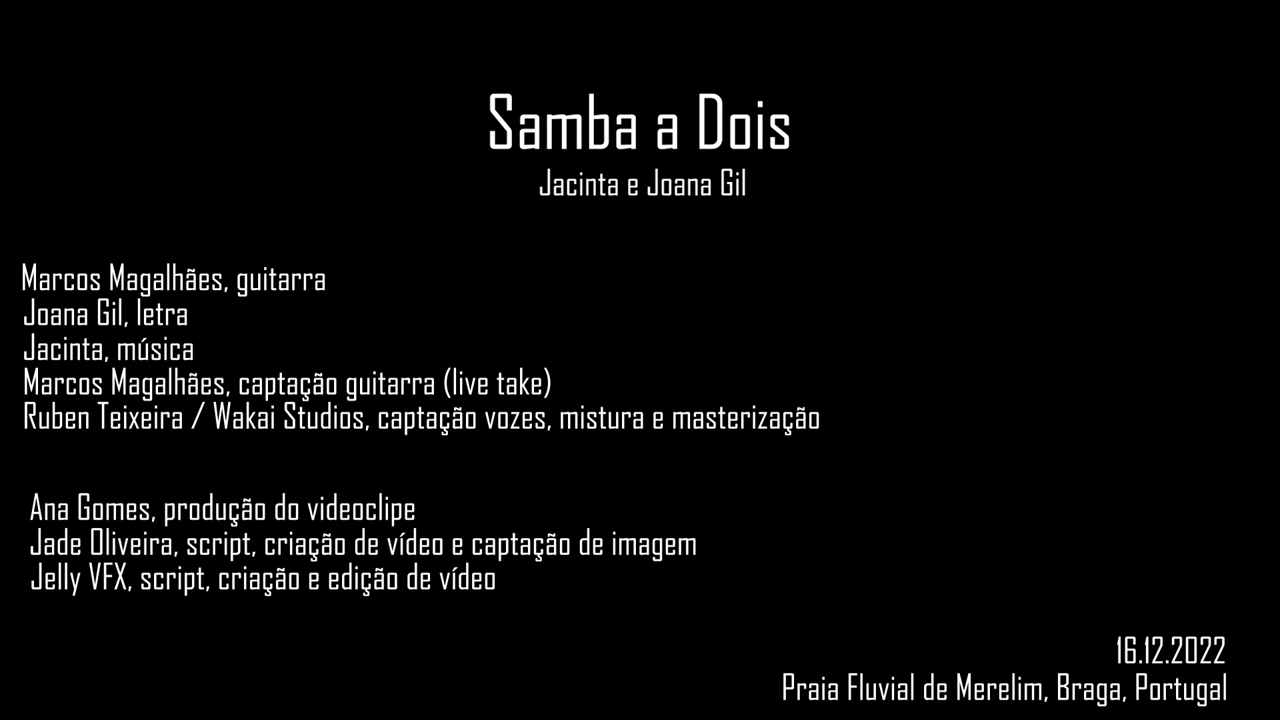 Samba a Dois
Jacinta e Joana Gil
Marcos Magalhães, guitarra
Joana Gil, letra
Jacinta, música
Marcos Magalhães, captação guitarra (live take)
Ruben Teixeira / Wakai Studios, captação vozes, mistura e masterização
Ana Gomes, produção do videoclipe
Jade Oliveira, script, criação de vídeo e captação de imagem
Jelly VFX, script, criação e edição de vídeo
16.12.2022
Praia Fluvial de Merelim, Braga, Portugal